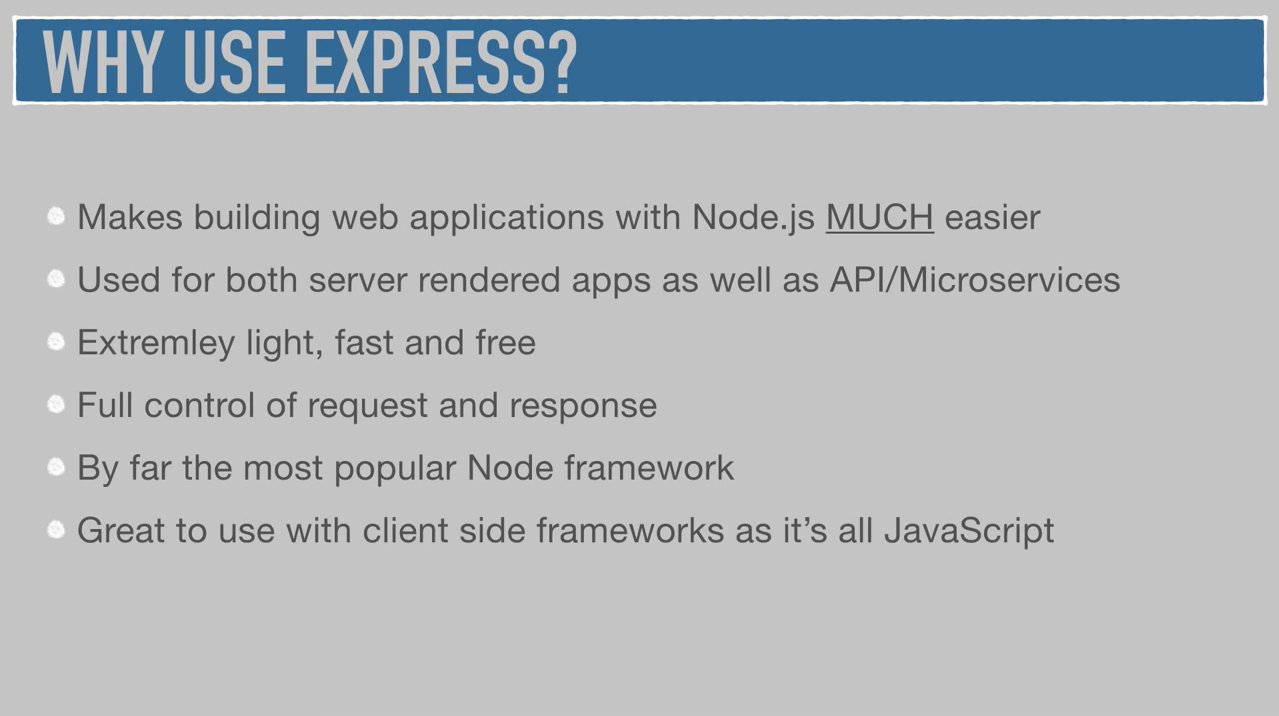 WHY USE EXPRESS?
Makes building web applications with Node.js MUCH easier
Used for both server rendered apps as well as API/Microservices
Extremley light, fast and free
Full control of request and response
By far the most popular Node framework
Great to use with client side frameworks as it’s all JavaScript